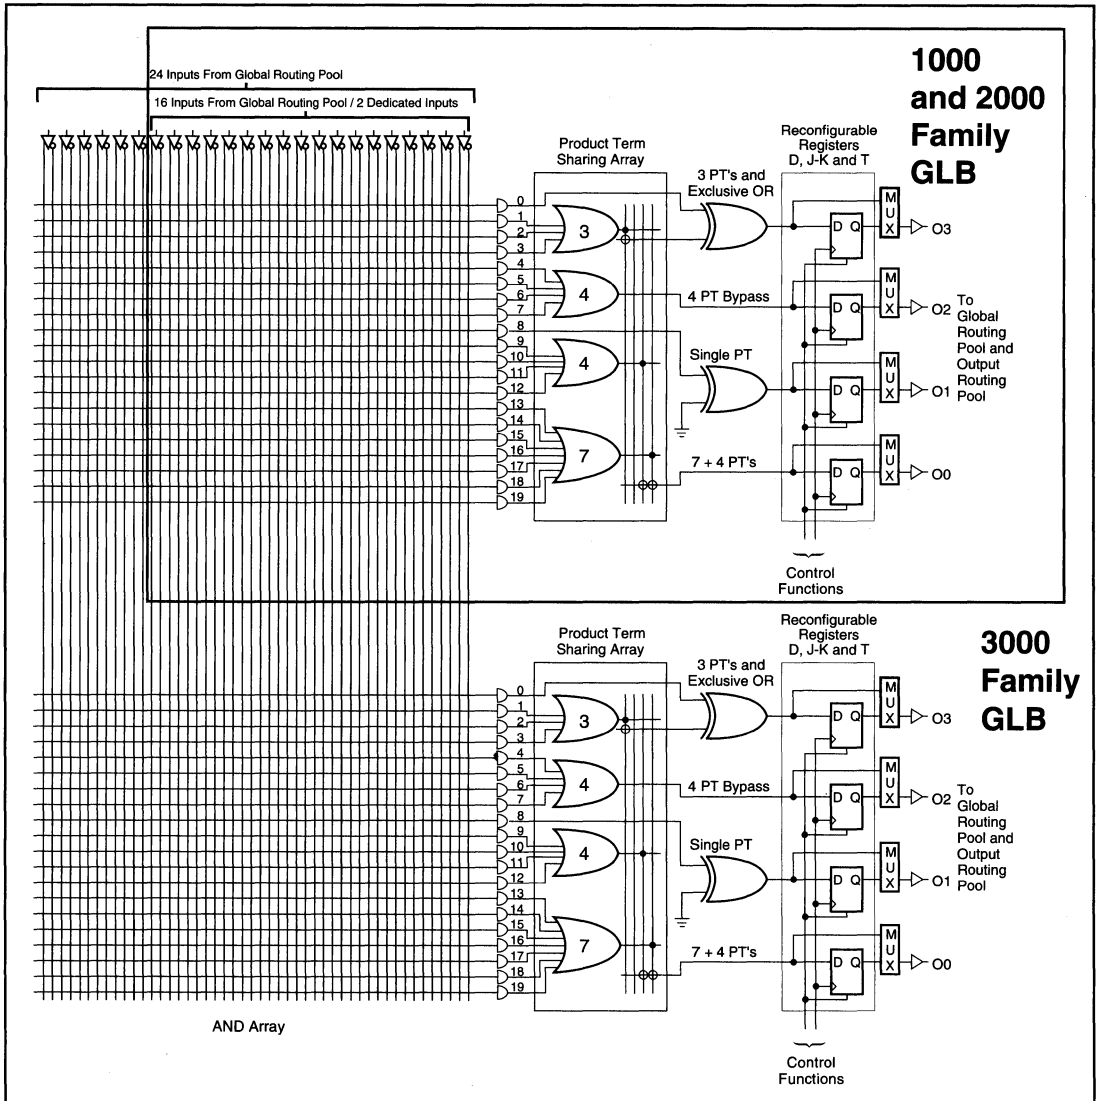 1000
and 2000
Family
GLB
24 Inputs From Global Routing Pool
16 Inputs From Global Routing Pool / 2 Dedicated Inputs
Product Term
Sharing Array
3 PT's and
Exclusive OR
Reconfigurable
Registers
D, J-K and T
0
1
2
3
4
5
6
7
8
9
10
11
12
13
14
15
16
17
18
19
3
4
4
7
4 PT Bypass
Single PT
7 + 4 PT's
D Q
D Q
D Q
D Q
MUX
MUX
MUX
MUX
O3
O2
O1
O0
To
Global
Routing
Pool and
Output
Routing
Pool
Control
Functions
3000
Family
GLB
Product Term
Sharing Array
3 PT's and
Exclusive OR
Reconfigurable
Registers
D, J-K and T
0
1
2
3
4
5
6
7
8
9
10
11
12
13
14
15
16
17
18
19
3
4
4
7
4 PT Bypass
Single PT
7 + 4 PT's
D Q
D Q
D Q
D Q
MUX
MUX
MUX
MUX
O3
O2
O1
O0
To
Global
Routing
Pool and
Output
Routing
Pool
AND Array
Control
Functions